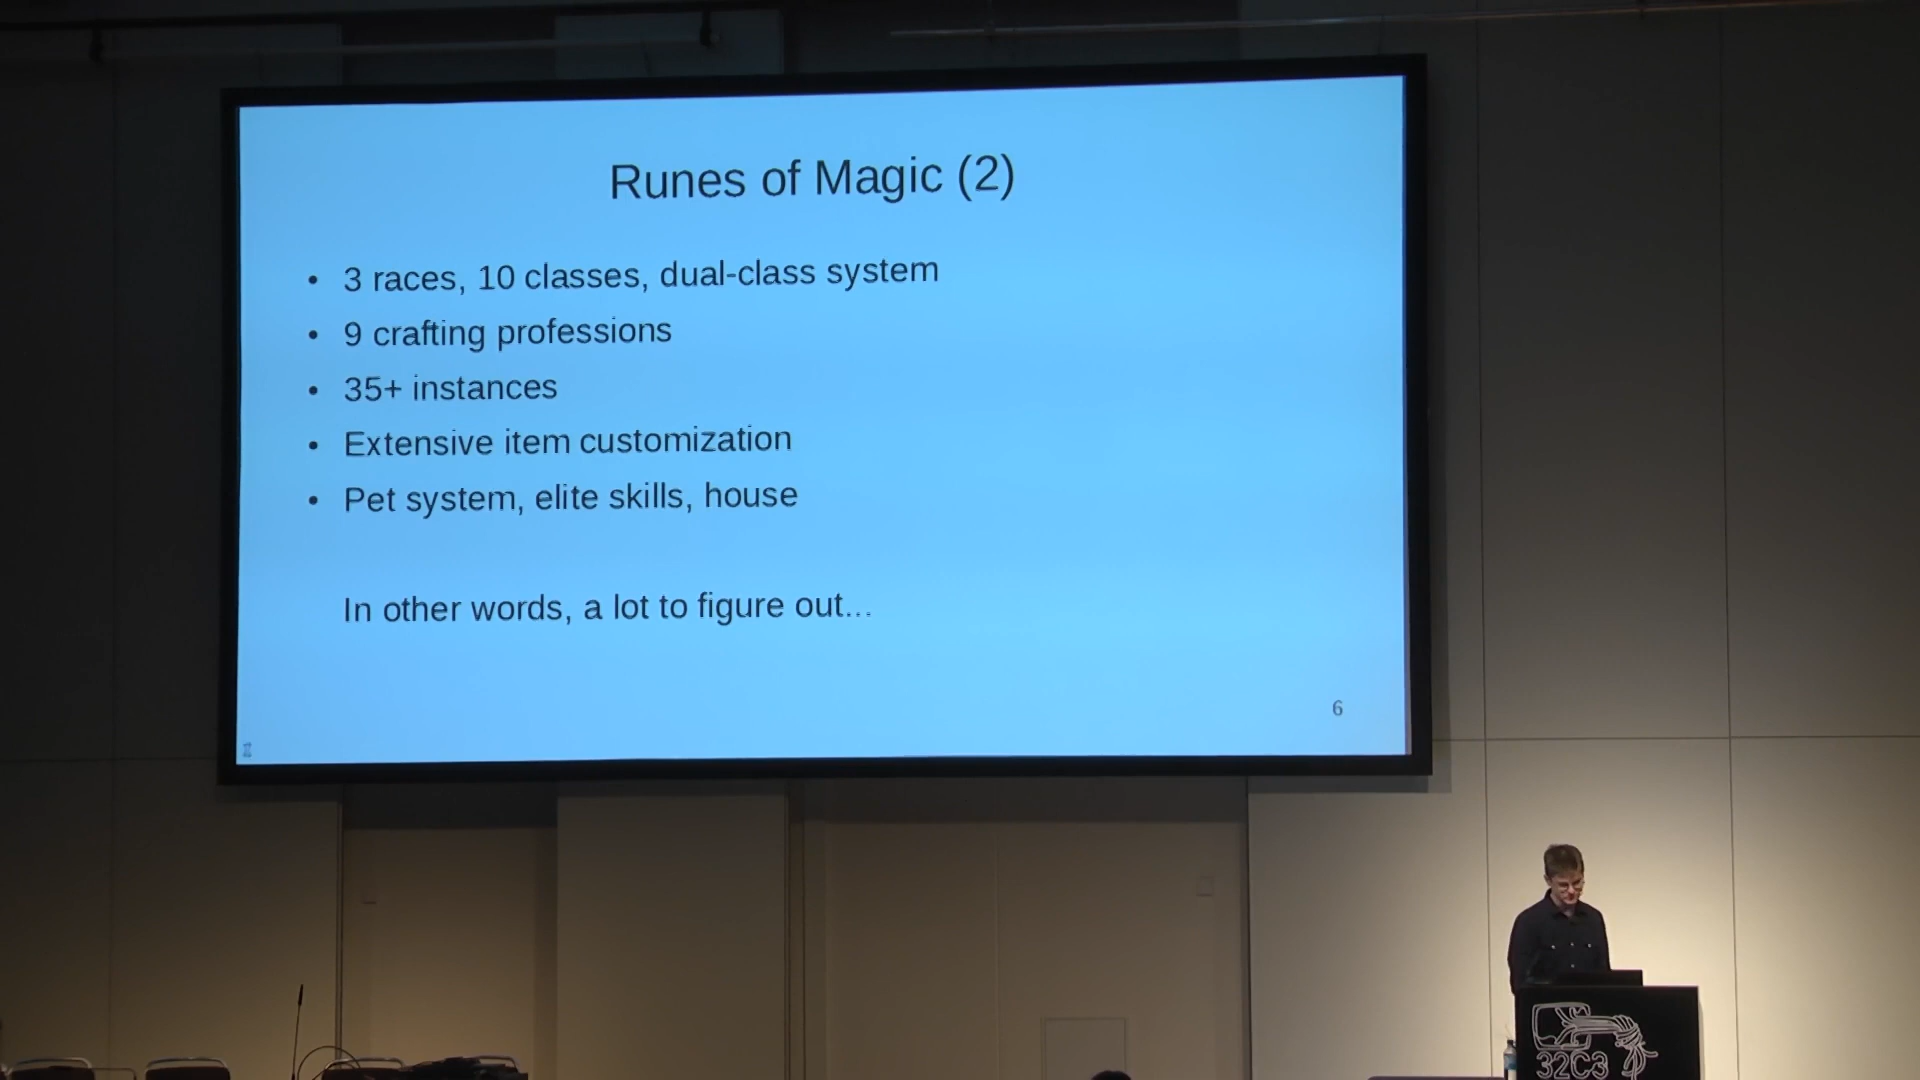 Runes of Magic (2)
• 3 races, 10 classes, dual-class system
• 9 crafting professions
• 35+ instances
• Extensive item customization
• Pet system, elite skills, house
In other words, a lot to figure out...
6
32C3